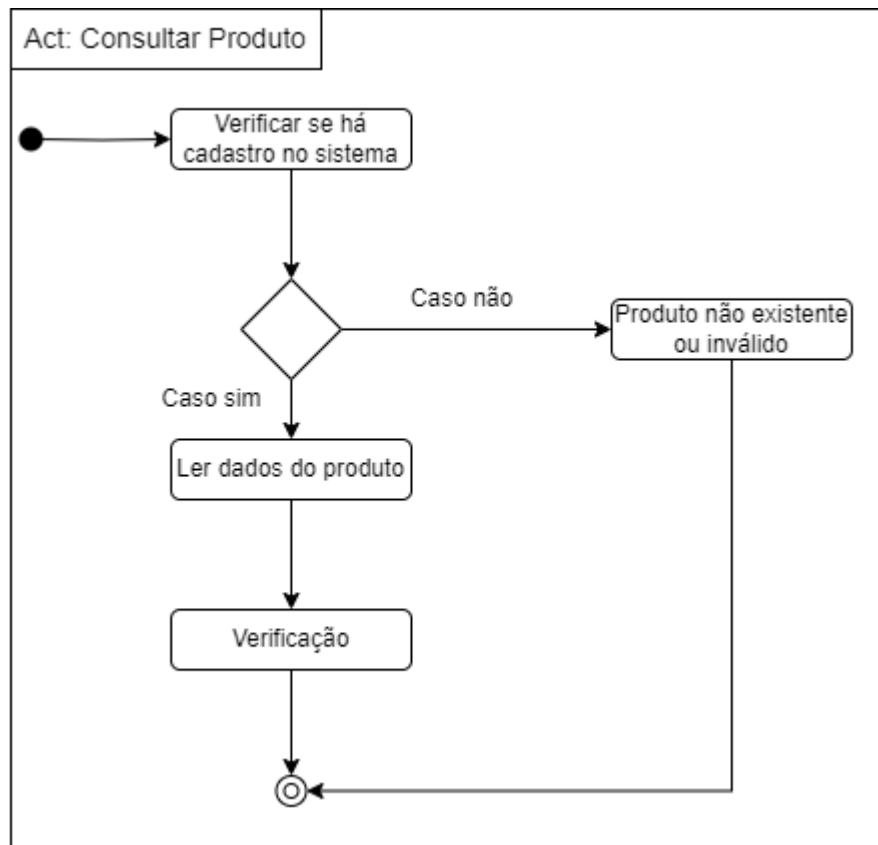 Act: Consultar Produto
Verificar se há
cadastro no sistema
Caso não
Produto não existente
ou inválido
Caso sim
Ler dados do produto
Verificação